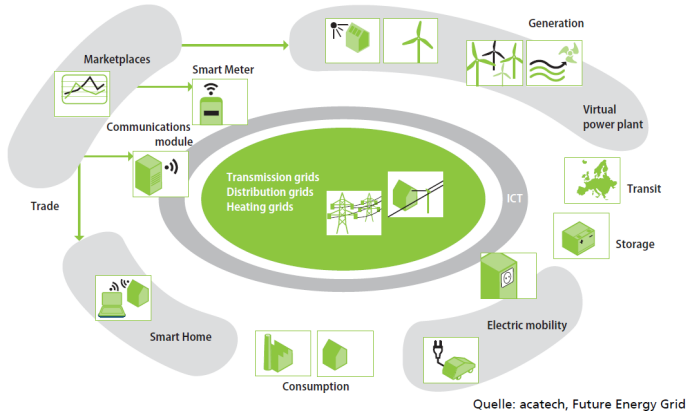 Generation
Marketplaces
Smart Meter
Communications
module
Virtual
power plant
Transmission grids
Distribution grids
Heating grids
ICT
Transit
Trade
Storage
Smart Home
Electric mobility
Consumption
Quelle: acatech, Future Energy Grid